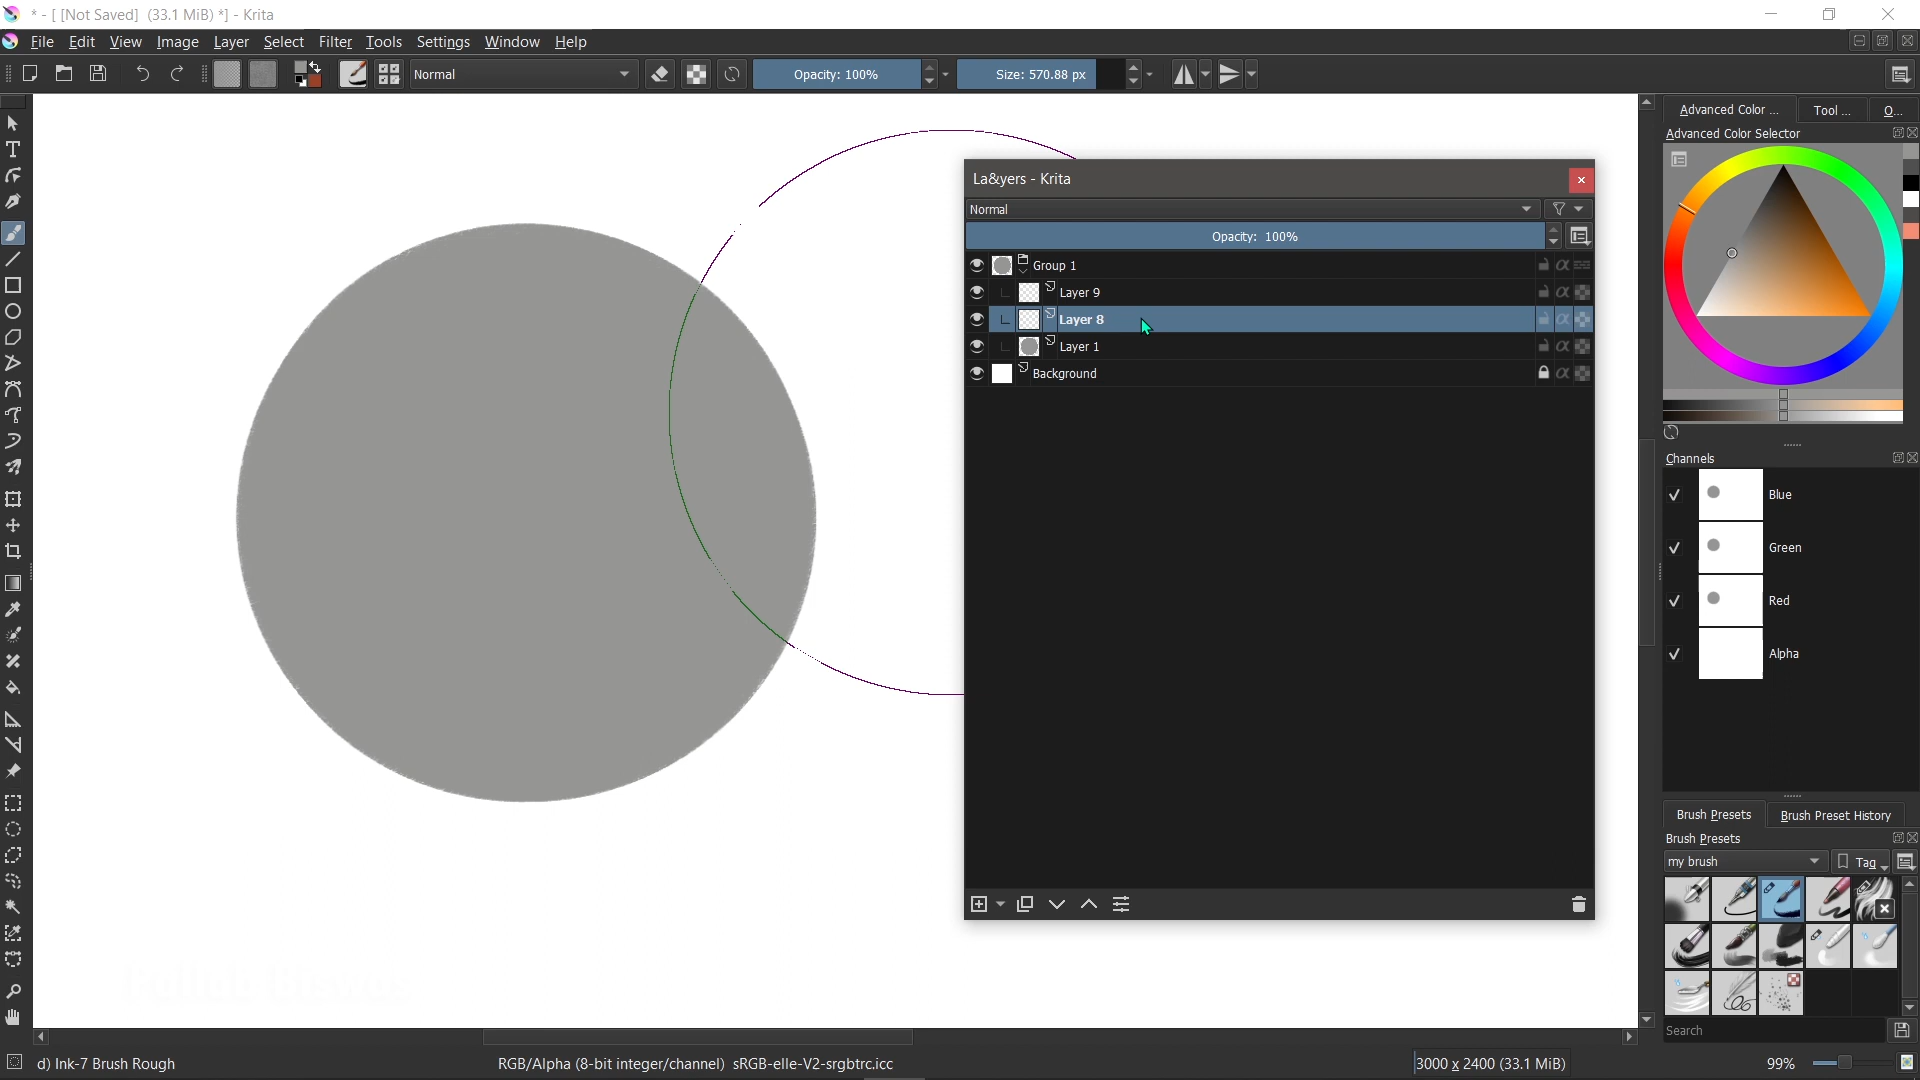 * - [ [Not Saved]  (33.1 MiB) *] - Krita
File Edit View Image Layer Select Filter Tools Settings Window Help
Normal
Opacity: 100%
Size: 570.88 px
Advanced Color ... Tool ... O...
Advanced Color Selector
La&yers - Krita
Normal
Opacity:  100%
Group 1
Layer 9
Layer 8
Layer 1
Background
Channels
Blue
Green
Red
Alpha
Brush Presets Brush Preset History
Brush Presets
my brush
Tag
Search
d) Ink-7 Brush Rough
RGB/Alpha (8-bit integer/channel)  sRGB-elle-V2-srgbtrc.icc
3000 x 2400 (33.1 MiB)
99%